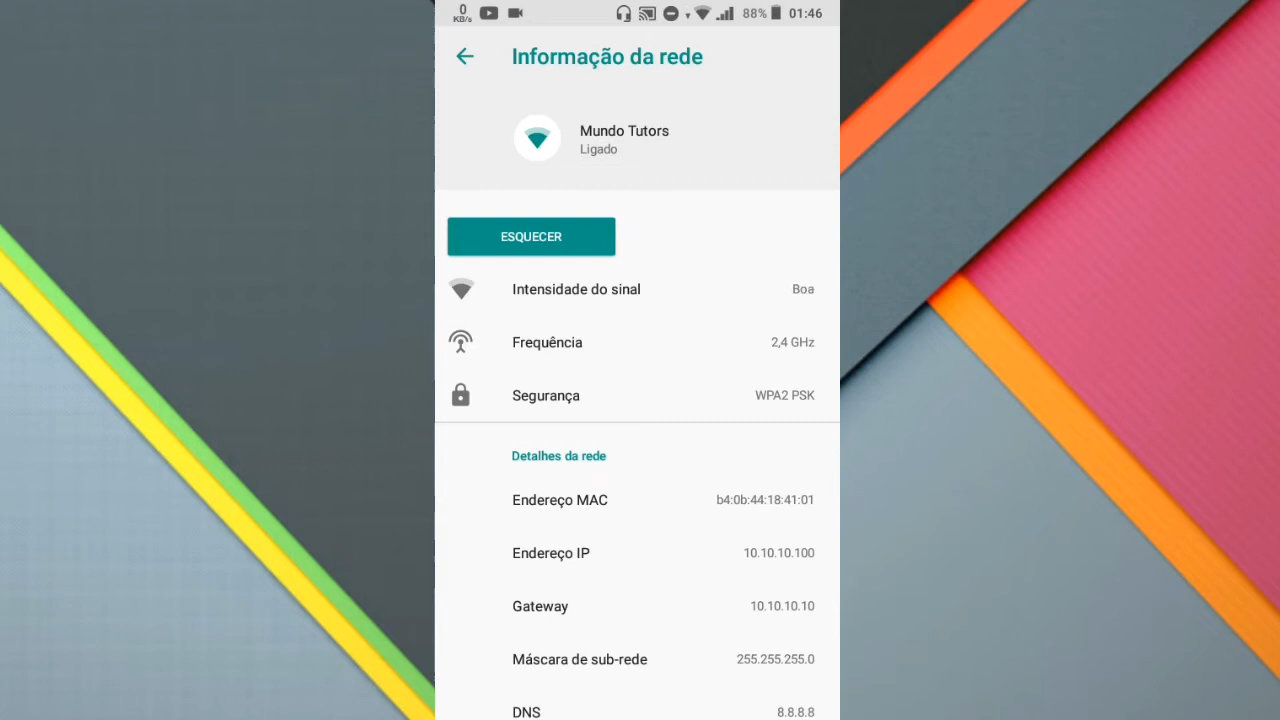 0
KB/s
88% 01:46
Informação da rede
Mundo Tutors
Ligado
ESQUECER
Intensidade do sinal Boa
Frequência 2,4 GHz
Segurança WPA2 PSK
Detalhes da rede
Endereço MAC b4:0b:44:18:41:01
Endereço IP 10.10.10.100
Gateway 10.10.10.10
Máscara de sub-rede 255.255.255.0
DNS 8.8.8.8